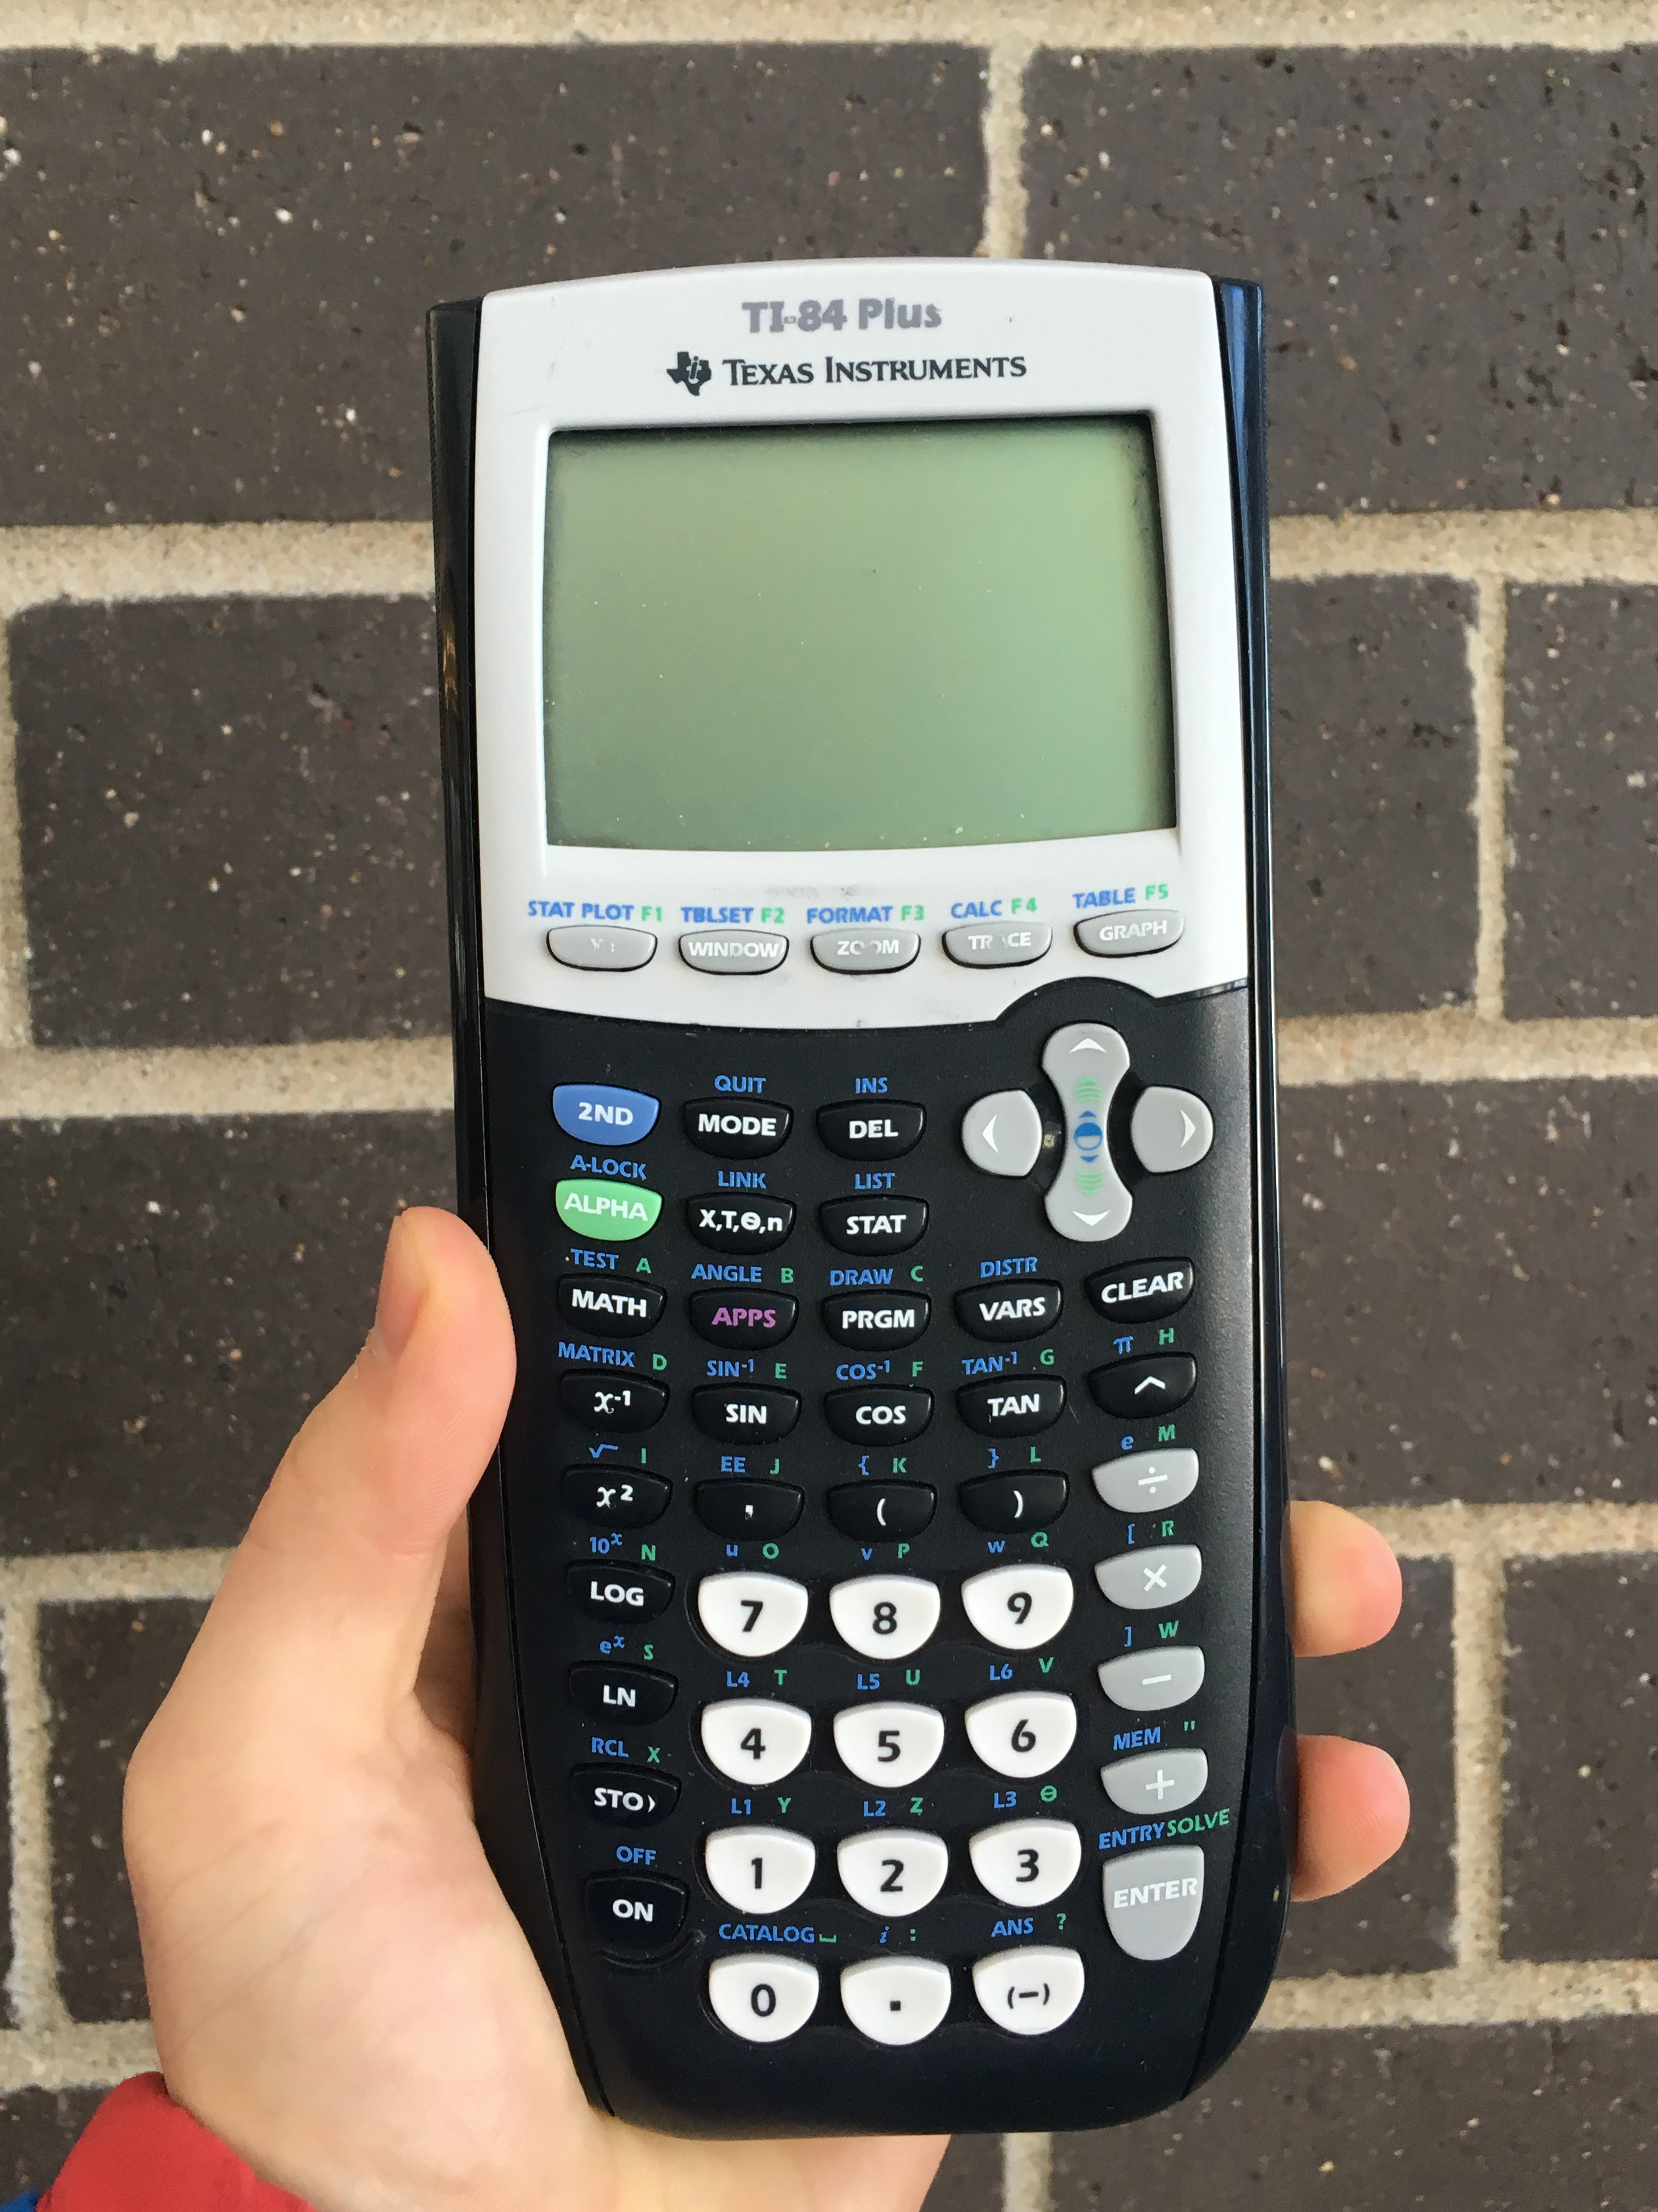 TI-84 Plus
TEXAS INSTRUMENTS
STAT PLOT F1 TBLSET F2 FORMAT F3 CALC F4 TABLE F5
WINDOW ZOOM TRACE GRAPH
QUIT INS
2ND MODE DEL
A-LOCK LINK LIST
ALPHA X,T,Θ,n STAT
TEST A ANGLE B DRAW C DISTR
MATH APPS PRGM VARS CLEAR
MATRIX D SIN⁻¹ E COS⁻¹ F TAN⁻¹ G π H
x⁻¹ SIN COS TAN ^
√ I EE J { K } L e M
x² , ( ) ÷
10ˣ N u O v P w Q [ R
LOG 7 8 9 ×
eˣ S L4 T L5 U L6 V ] W
LN 4 5 6 −
RCL X L1 Y L2 Z L3 Θ MEM "
STO› 1 2 3 +
OFF CATALOG ⎵ i : ANS ? ENTRY SOLVE
ON 0 . (−) ENTER